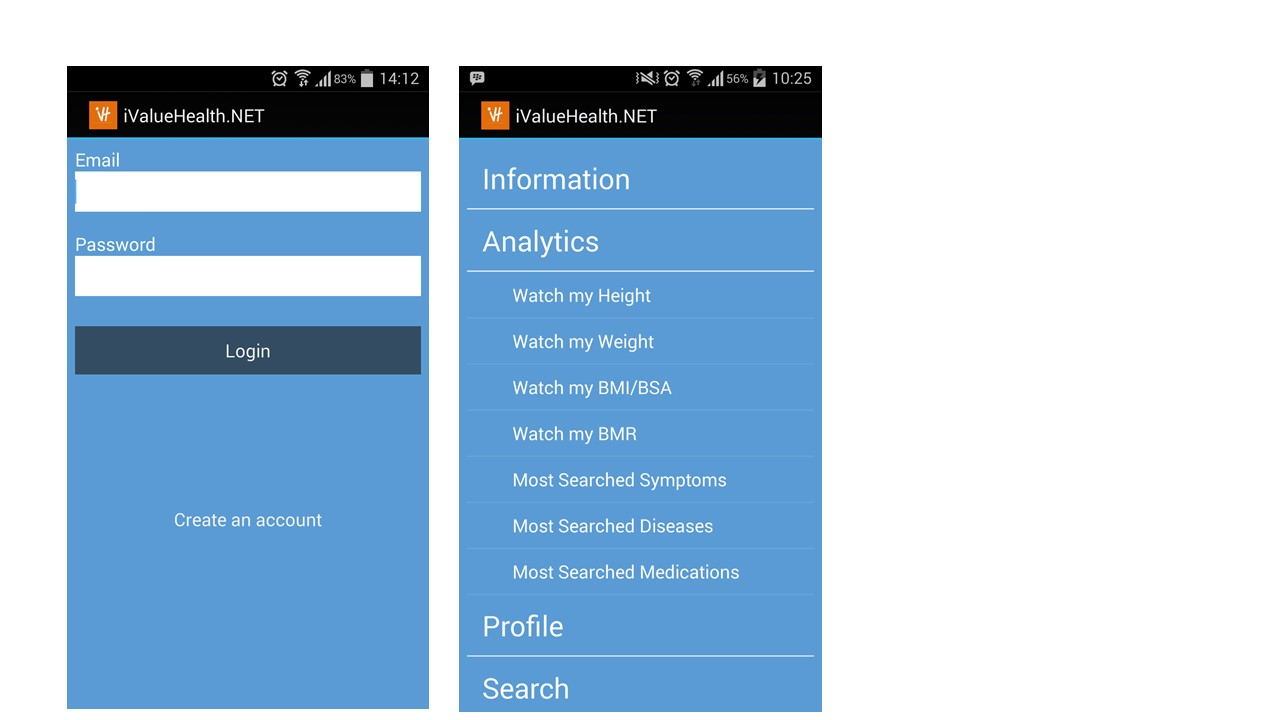 83% 14:12
iValueHealth.NET
Email
Password
Login
Create an account
56% 10:25
iValueHealth.NET
Information
Analytics
Watch my Height
Watch my Weight
Watch my BMI/BSA
Watch my BMR
Most Searched Symptoms
Most Searched Diseases
Most Searched Medications
Profile
Search